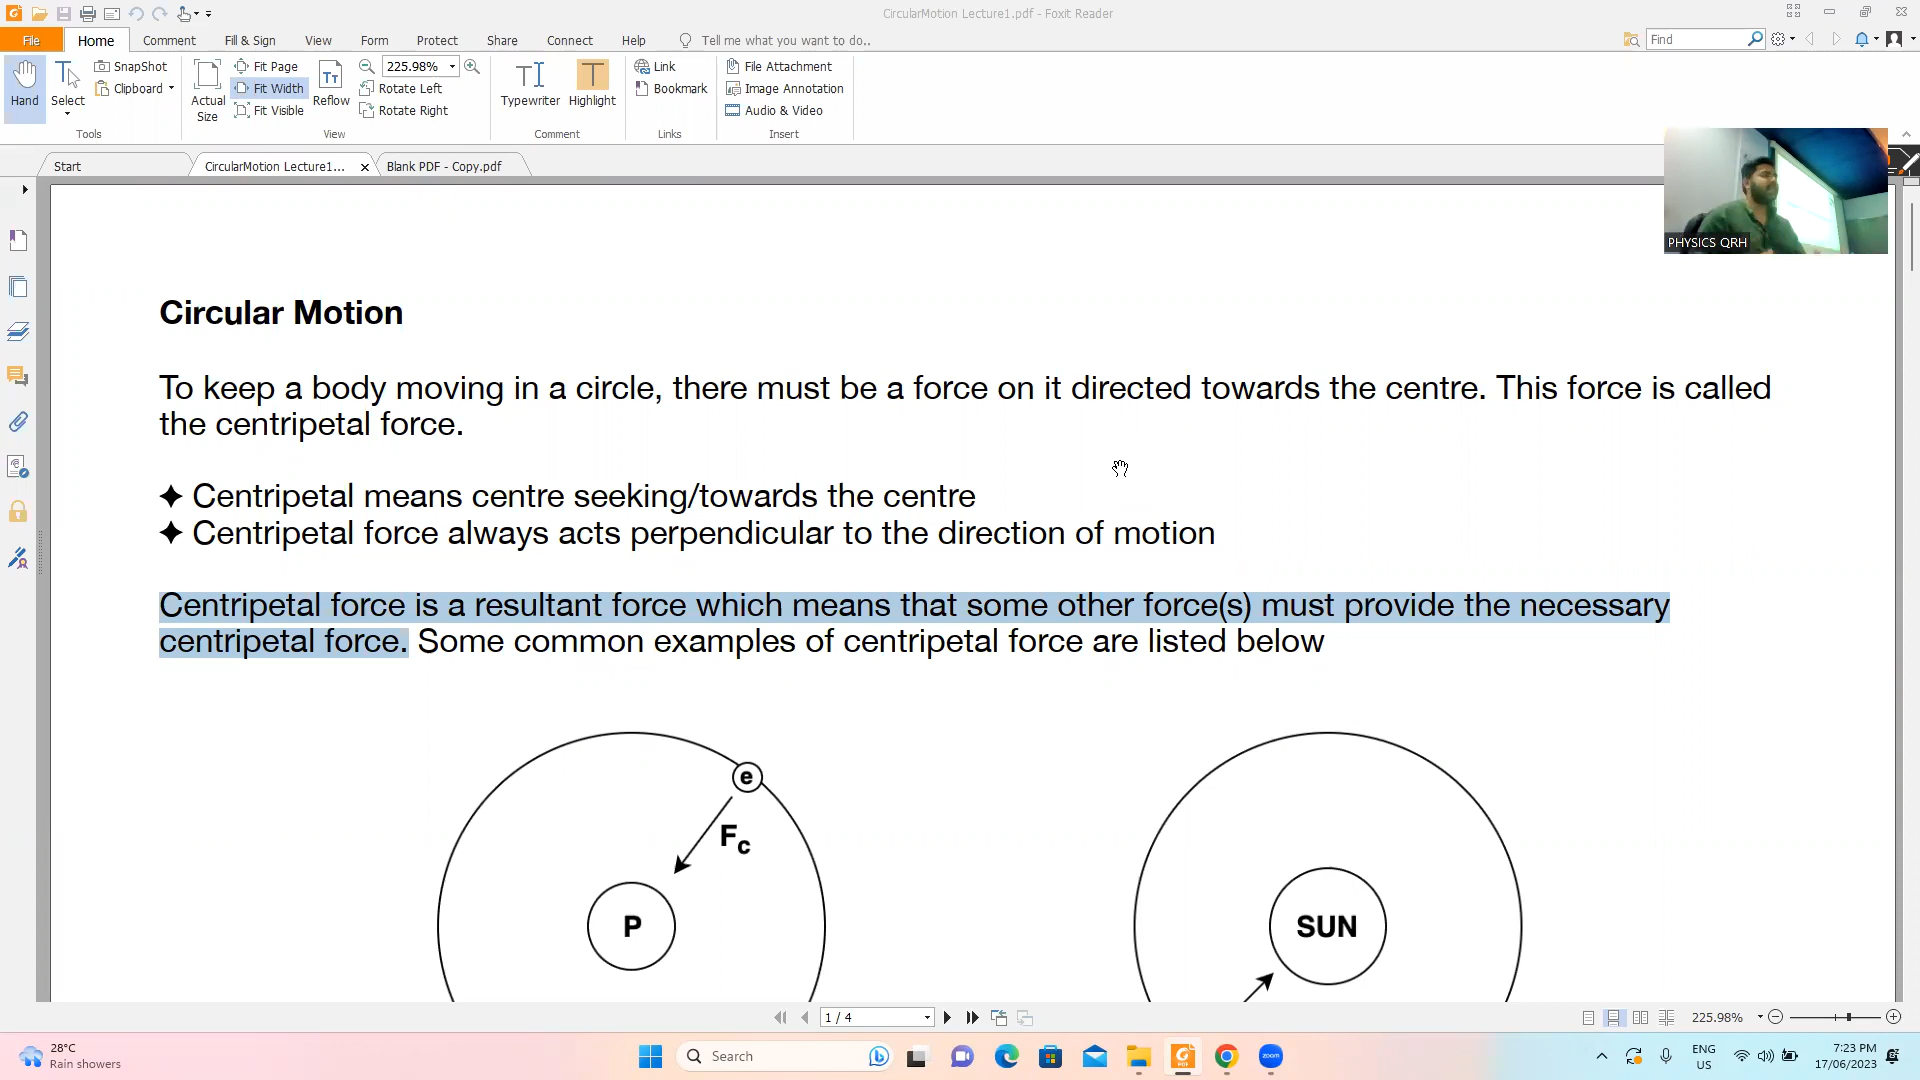 CircularMotion Lecture1.pdf - Foxit Reader
File
Home
Comment
Fill & Sign
View
Form
Protect
Share
Connect
Help
Tell me what you want to do..
Find
Hand
Select
SnapShot
Clipboard
Tools
Actual Size
Fit Page
Fit Width
Fit Visible
Reflow
225.98%
Rotate Left
Rotate Right
View
Typewriter
Highlight
Comment
Link
Bookmark
Links
File Attachment
Image Annotation
Audio & Video
Insert
Start
CircularMotion Lecture1...
Blank PDF - Copy.pdf
PHYSICS QRH
Circular Motion
To keep a body moving in a circle, there must be a force on it directed towards the centre. This force is called
the centripetal force.
✦ Centripetal means centre seeking/towards the centre
✦ Centripetal force always acts perpendicular to the direction of motion
Centripetal force is a resultant force which means that some other force(s) must provide the necessary
centripetal force. Some common examples of centripetal force are listed below
e
Fc
P
SUN
1 / 4
225.98%
28°C
Rain showers
Search
zoom
ENG
US
7:23 PM
17/06/2023